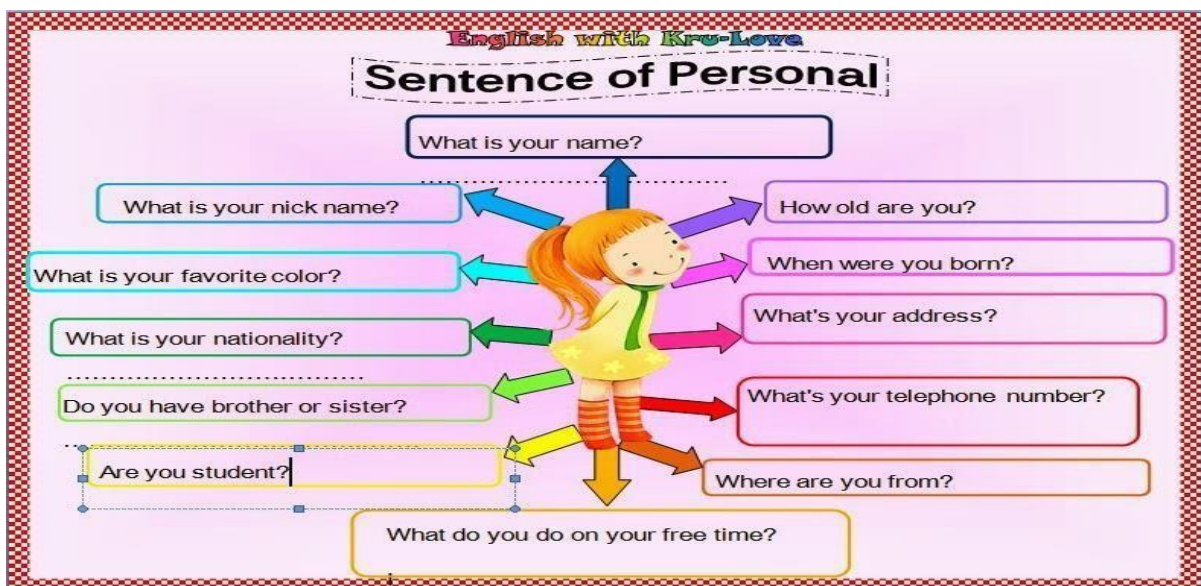 English with Kru-Love
Sentence of Personal
What is your name?
What is your nick name?
How old are you?
What is your favorite color?
When were you born?
What is your nationality?
What's your address?
Do you have brother or sister?
What's your telephone number?
Are you student?
Where are you from?
What do you do on your free time?